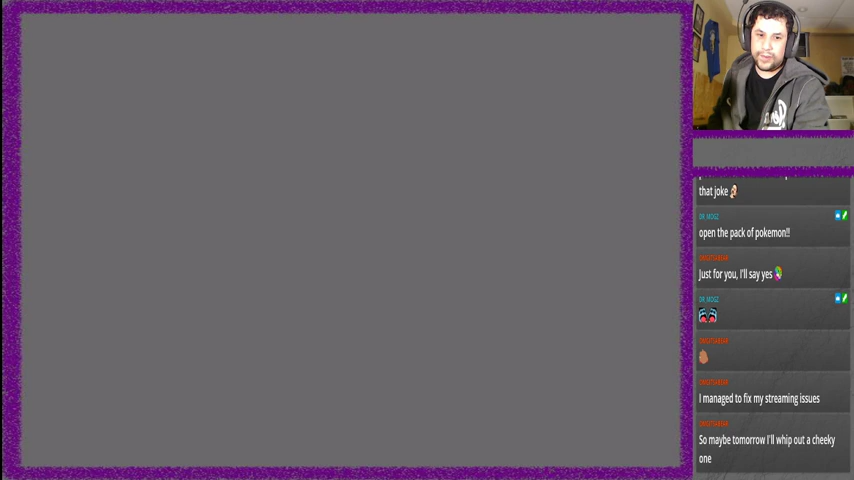 that joke
DR_MOGZ
open the pack of pokemon!!
Just for you, I'll say yes
DR_MOGZ
I managed to fix my streaming issues
So maybe tomorrow I'll whip out a cheeky
one